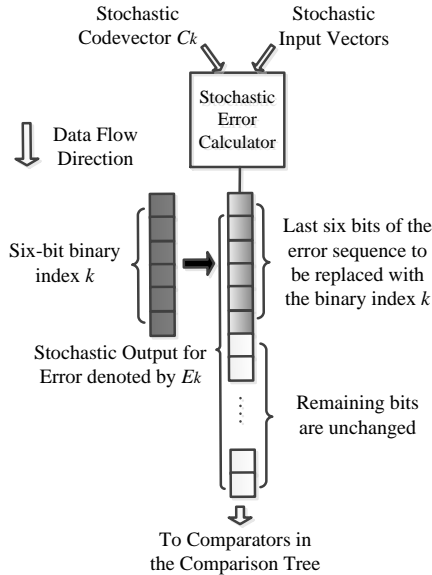 Stochastic
Codevector Ck
Stochastic
Input Vectors
Stochastic
Error
Calculator
Data Flow
Direction
Six-bit binary
index k
Last six bits of the
error sequence to
be replaced with
the binary index k
Stochastic Output for
Error denoted by Ek
Remaining bits
are unchanged
To Comparators in
the Comparison Tree